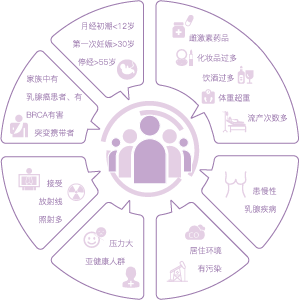 月经初潮<12岁
第一次妊娠>30岁
停经>55岁
雌激素药品
化妆品过多
饮酒过多
体重超重
流产次数多
家族中有
乳腺癌患者、有
BRCA有害
突变携带者
患慢性
乳腺疾病
接受
放射线
照射多
压力大
亚健康人群
居住环境
有污染